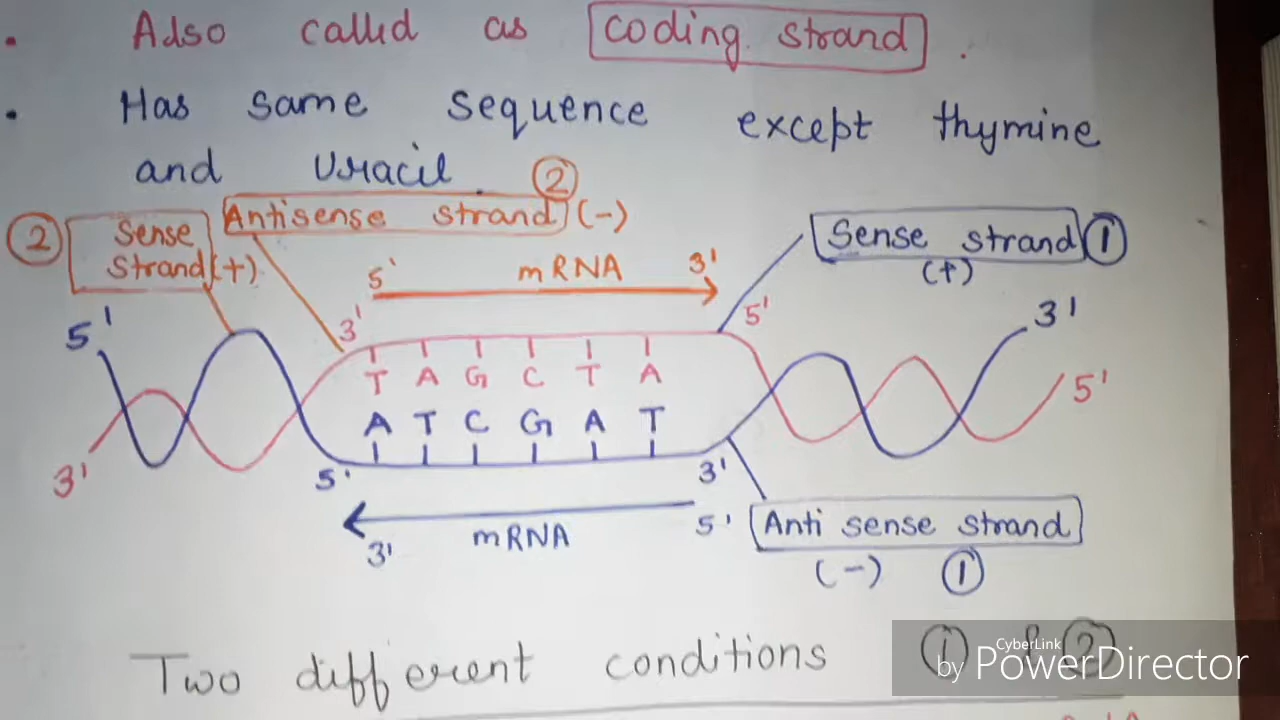 • Also called as coding strand.
• Has same sequence except thymine
and Uracil.
② Sense
strand(+)
Antisense strand (-) ②
Sense strand ①
(+)
5' mRNA 3'
5' 3' 5' 3'
T A G C T A
5'
A T C G A T
3' 5' 3'
mRNA
3' 5'
Anti sense strand
(-) ①
Two different conditions ① & ②
CyberLink
by PowerDirector